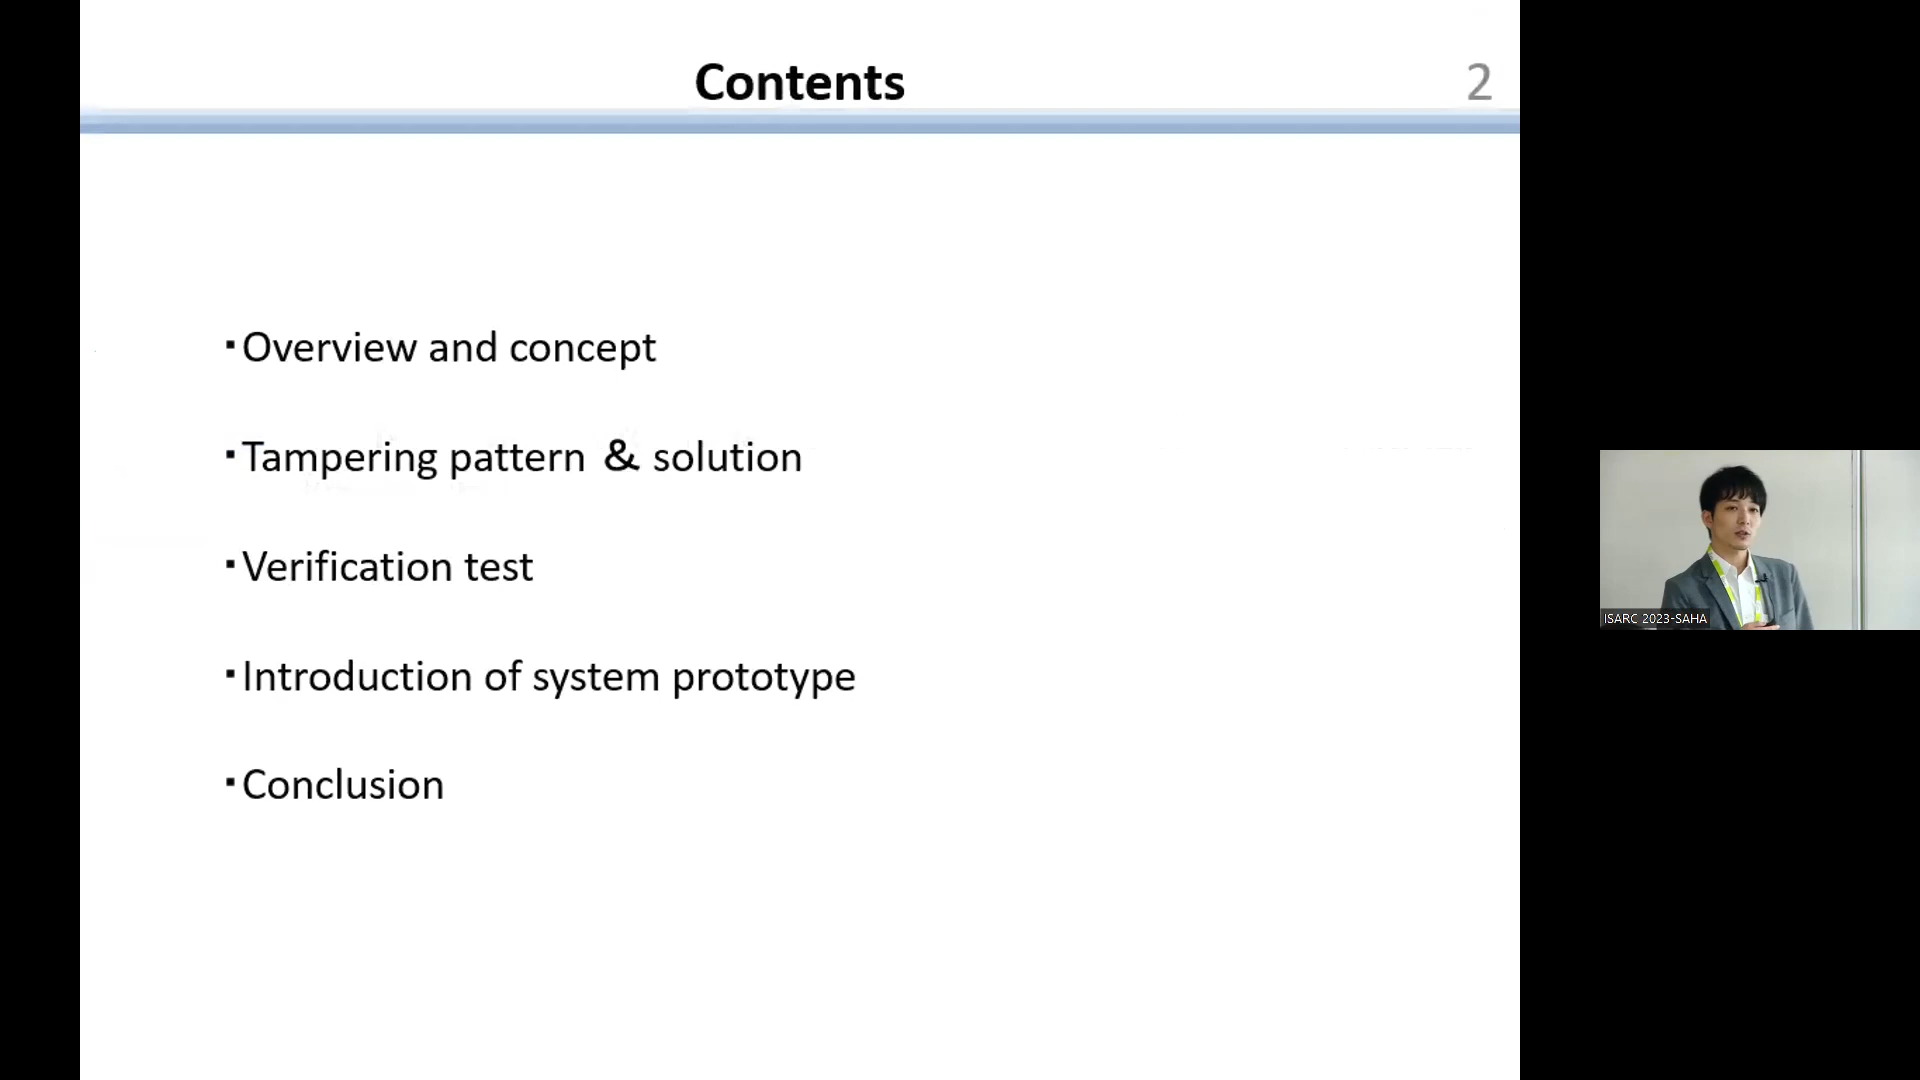 Contents
2
▪Overview and concept
▪Tampering pattern ＆ solution
▪Verification test
▪Introduction of system prototype
▪Conclusion
ISARC 2023-SAHA